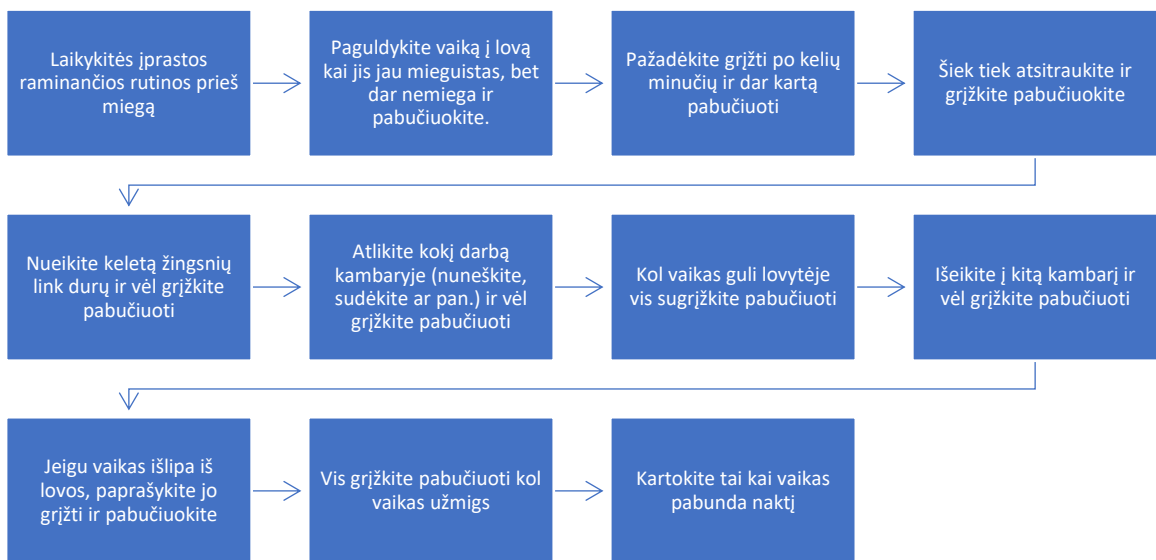 Laikykitės įprastos
raminančios rutinos prieš
miegą
Paguldykite vaiką į lovą
kai jis jau mieguistas, bet
dar nemiega ir
pabučiuokite.
Pažadėkite grįžti po kelių
minučių ir dar kartą
pabučiuoti
Šiek tiek atsitraukite ir
grįžkite pabučiuokite
Nueikite keletą žingsnių
link durų ir vėl grįžkite
pabučiuoti
Atlikite kokį darbą
kambaryje (nuneškite,
sudėkite ar pan.) ir vėl
grįžkite pabučiuoti
Kol vaikas guli lovytėje
vis sugrįžkite pabučiuoti
Išeikite į kitą kambarį ir
vėl grįžkite pabučiuoti
Jeigu vaikas išlipa iš
lovos, paprašykite jo
grįžti ir pabučiuokite
Vis grįžkite pabučiuoti kol
vaikas užmigs
Kartokite tai kai vaikas
pabunda naktį